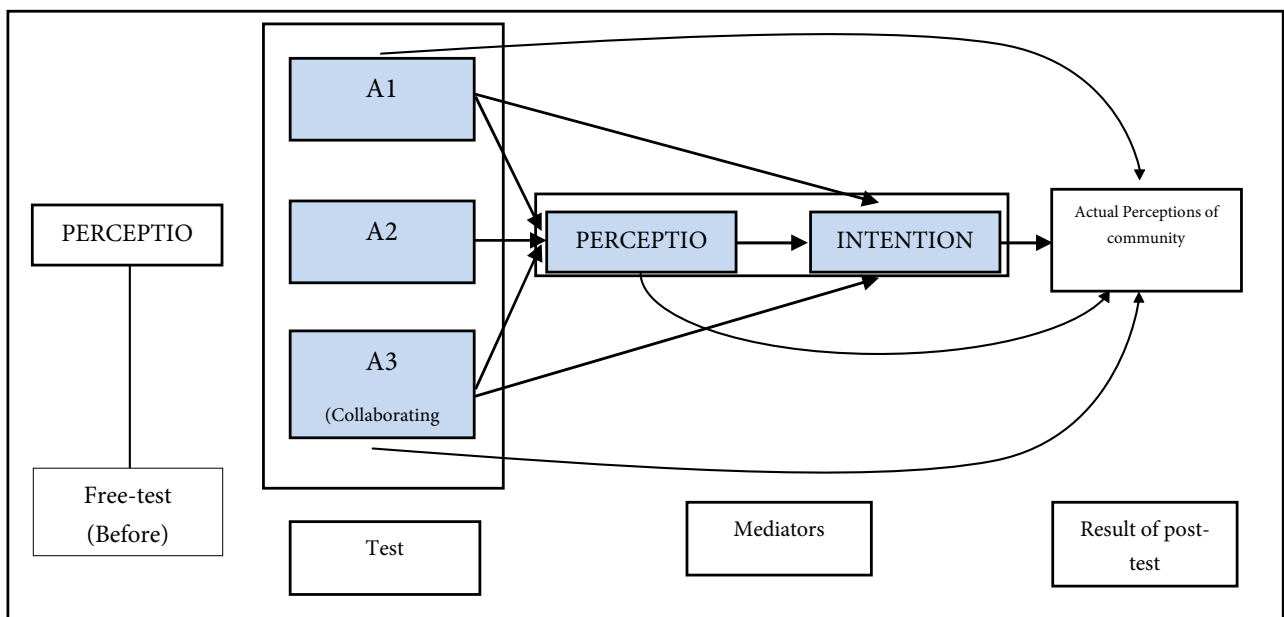 A1
A2
A3
(Collaborating
PERCEPTIO
PERCEPTIO
INTENTION
Actual Perceptions of
community
Free-test
(Before)
Test
Mediators
Result of post-
test